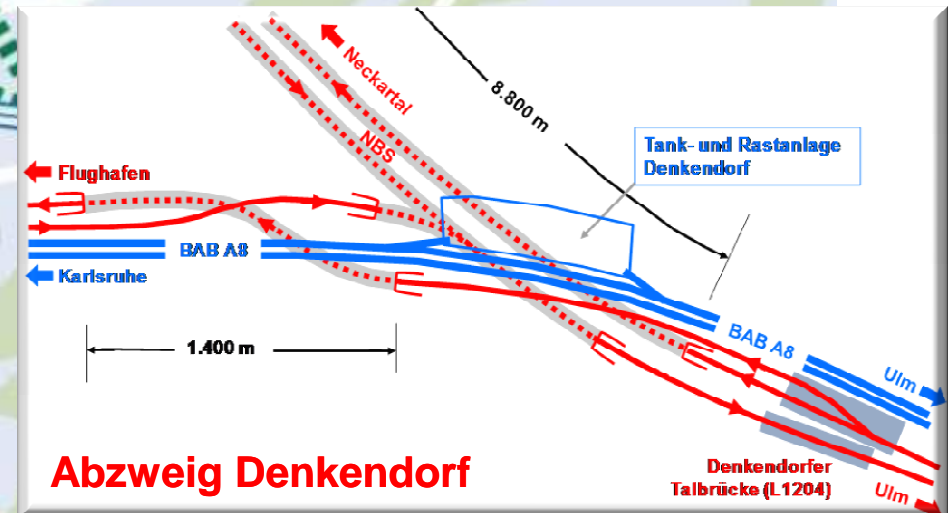 Neckartal
NBS
8.800 m
Tank- und Rastanlage
Denkendorf
Flughafen
BAB A8
Karlsruhe
1.400 m
BAB A8
Ulm
Abzweig Denkendorf
Denkendorfer
Talbrücke (L1204)
Ulm